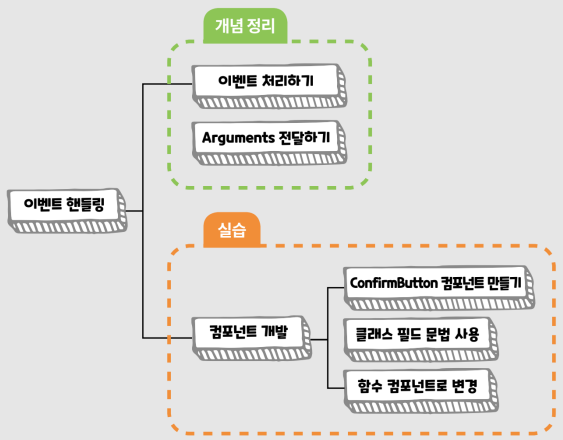 개념 정리
이벤트 처리하기
Arguments 전달하기
이벤트 핸들링
실습
컴포넌트 개발
ConfirmButton 컴포넌트 만들기
클래스 필드 문법 사용
함수 컴포넌트로 변경